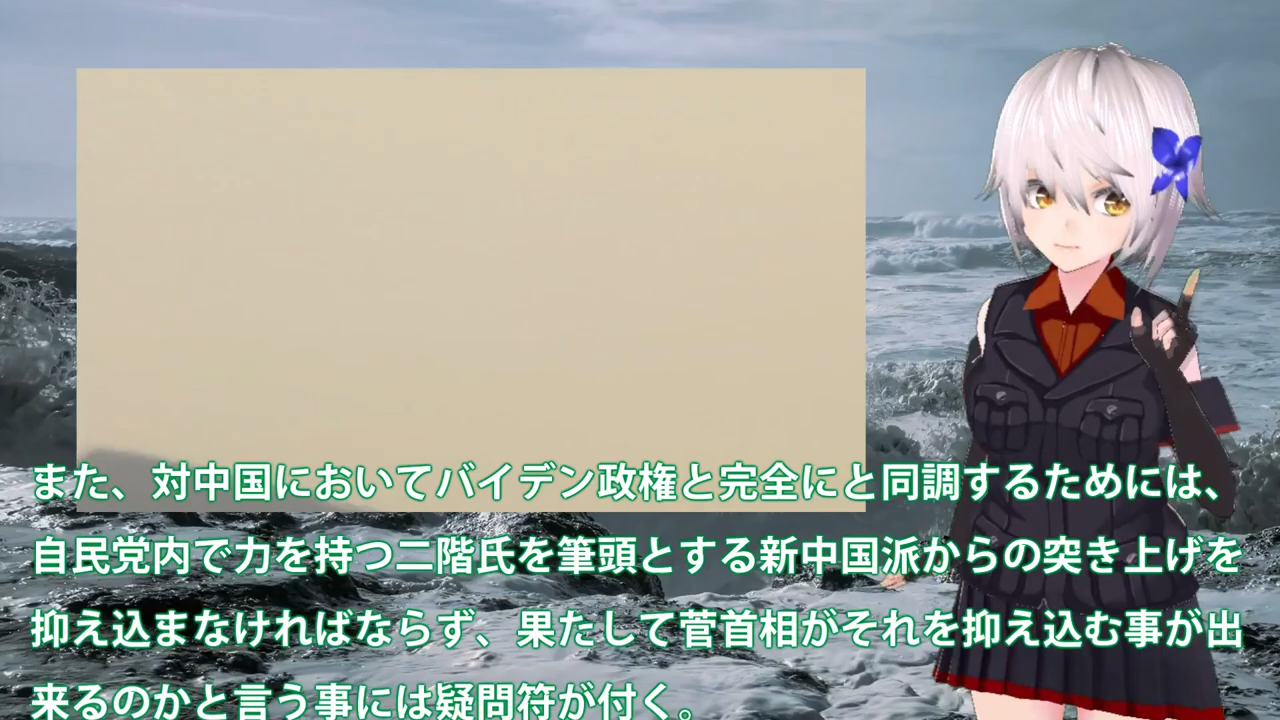 また、対中国においてバイデン政権と完全にと同調するためには、
自民党内で力を持つ二階氏を筆頭とする新中国派からの突き上げを
抑え込まなければならず、果たして菅首相がそれを抑え込む事が出
来るのかと言う事には疑問符が付く。